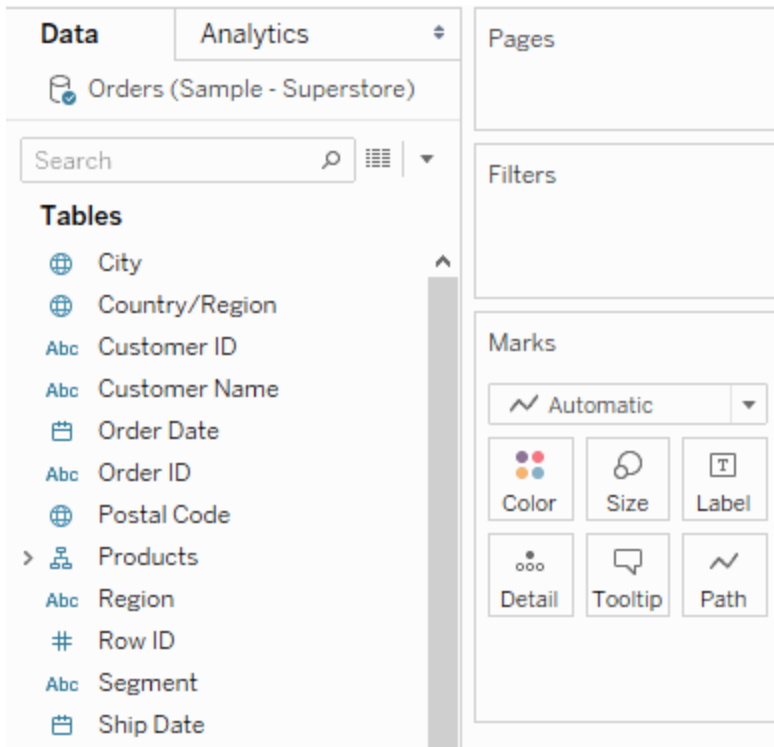 Data
Analytics
Orders (Sample - Superstore)
Search
Tables
City
Country/Region
Abc Customer ID
Abc Customer Name
Order Date
Abc Order ID
Postal Code
Products
Abc Region
# Row ID
Abc Segment
Ship Date
Pages
Filters
Marks
Automatic
Color Size T Label
Detail Tooltip Path